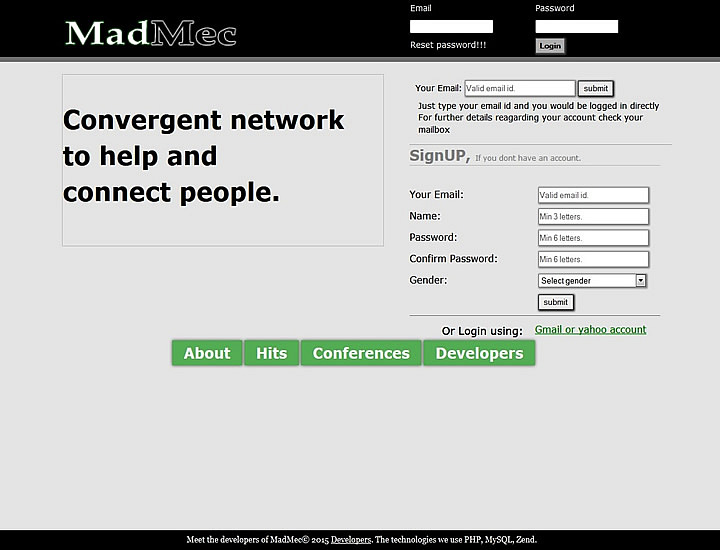 MadMec
Email
Password
Reset password!!!
Login
Convergent network
to help and
connect people.
Your Email: Valid email id. submit
Just type your email id and you would be logged in directly
For further details reagarding your account check your
mailbox
SignUP, If you dont have an account.
Your Email: Valid email id.
Name: Min 3 letters.
Password: Min 6 letters.
Confirm Password: Min 6 letters.
Gender: Select gender
submit
Or Login using: Gmail or yahoo account
About Hits Conferences Developers
Meet the developers of MadMec© 2015 Developers. The technologies we use PHP, MySQL, Zend.